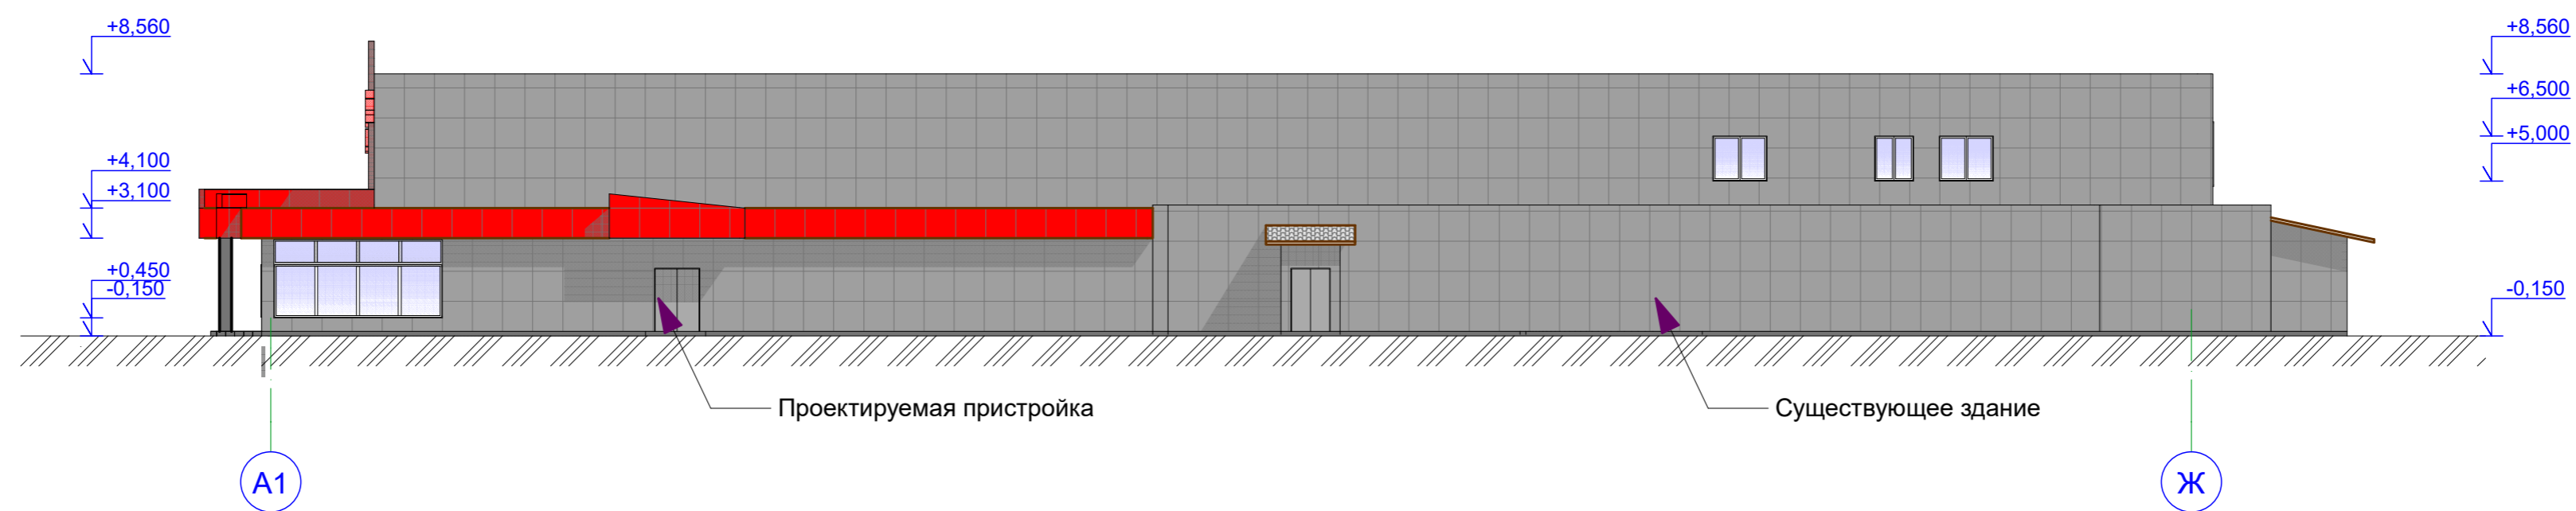 +8,560
+8,560
+6,500
+5,000
+4,100
+3,100
+0,450
-0,150
-0,150
Проектируемая пристройка
Существующее здание
А1
Ж